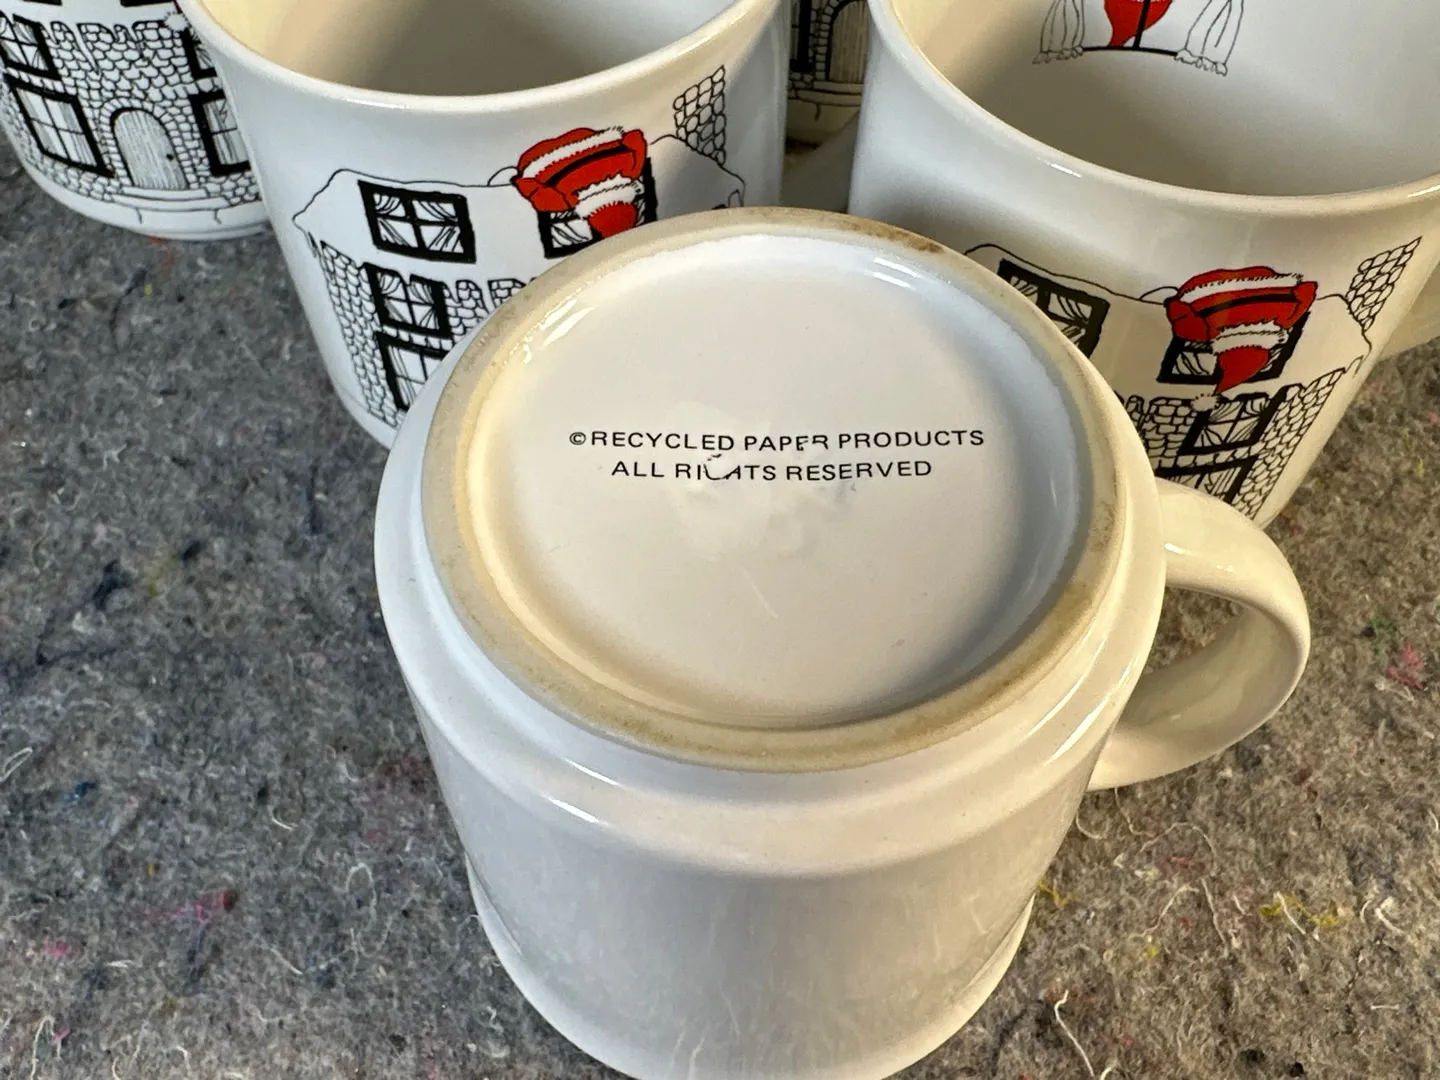 ©RECYCLED PAPER PRODUCTS
ALL RIGHTS RESERVED